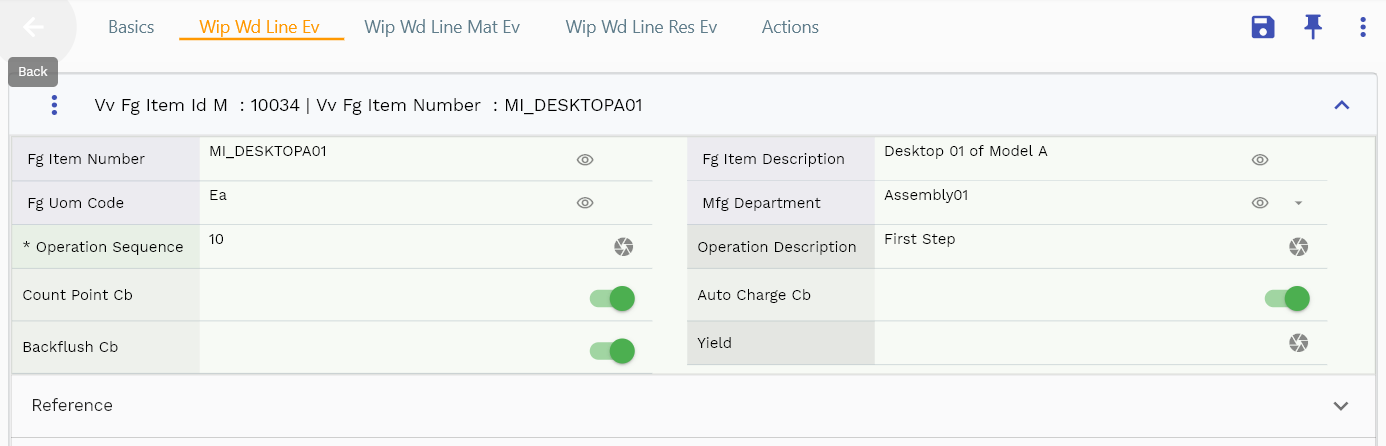 Basics Wip Wd Line Ev Wip Wd Line Mat Ev Wip Wd Line Res Ev Actions
Back
Vv Fg Item Id M : 10034 | Vv Fg Item Number : MI_DESKTOPA01
Fg Item Number MI_DESKTOPA01 Fg Item Description Desktop 01 of Model A
Fg Uom Code Ea Mfg Department Assembly01
* Operation Sequence 10 Operation Description First Step
Count Point Cb Auto Charge Cb
Backflush Cb Yield
Reference